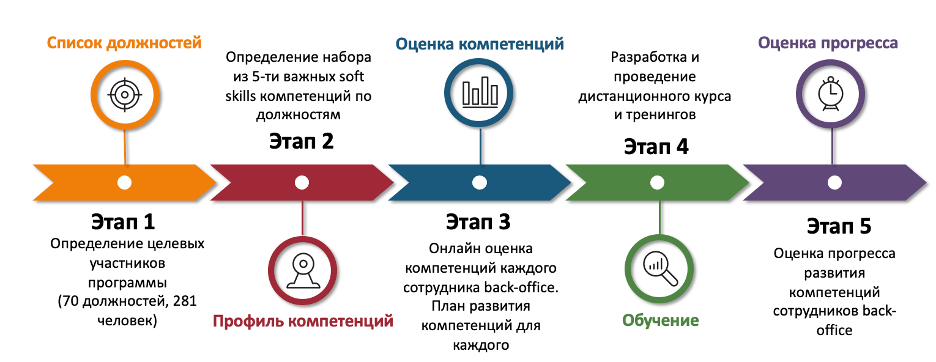 Список должностей
Этап 1
Определение целевых
участников
программы
(70 должностей, 281
человек)
Определение набора
из 5-ти важных soft
skills компетенций по
должностям
Этап 2
Профиль компетенций
Оценка компетенций
Этап 3
Онлайн оценка
компетенций каждого
сотрудника back-office.
План развития
компетенций для
каждого
Разработка и
проведение
дистанционного курса
и тренингов
Этап 4
Обучение
Оценка прогресса
Этап 5
Оценка прогресса
развития
компетенций
сотрудников back-
office